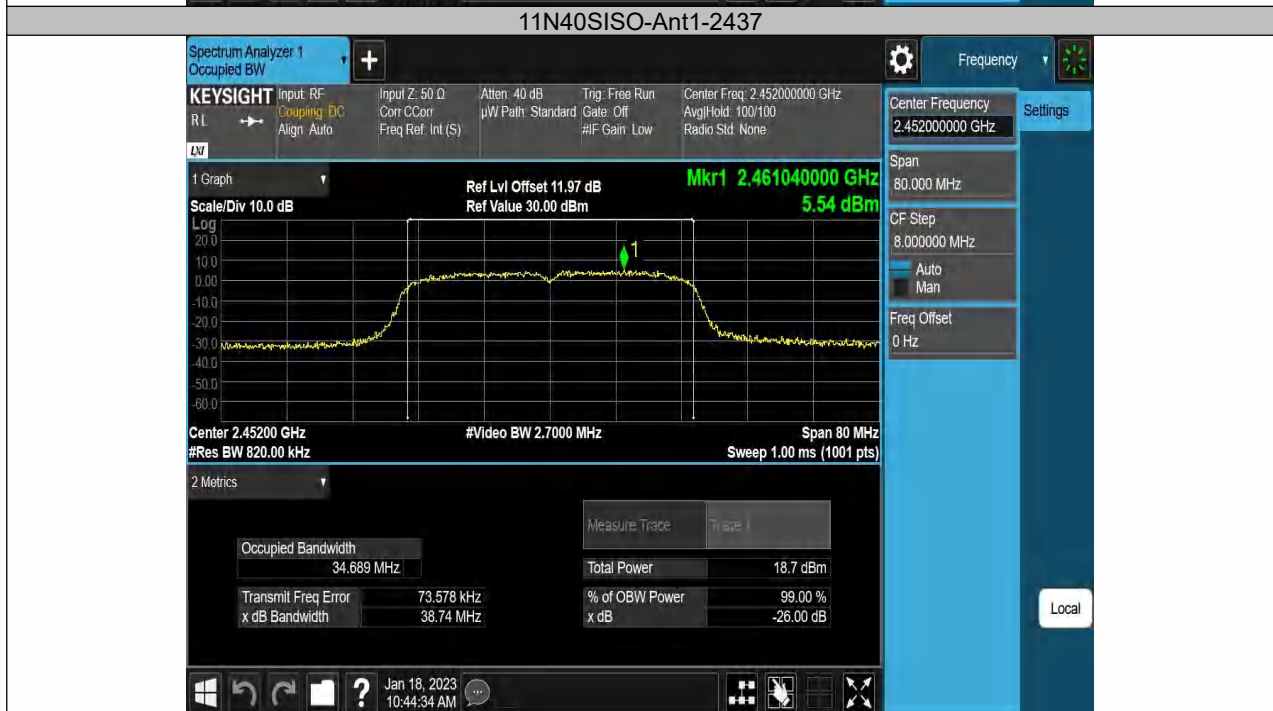 11N40SISO-Ant1-2437
Spectrum Analyzer 1
Occupied BW
+
Frequency
KEYSIGHT
RL
LXI
Input: RF
Coupling: DC
Align: Auto
Input Z: 50 Ω
Corr CCorr
Freq Ref: Int (S)
Atten: 40 dB
µW Path: Standard
Trig: Free Run
Gate: Off
#IF Gain: Low
Center Freq: 2.452000000 GHz
Avg|Hold: 100/100
Radio Std: None
Center Frequency
2.452000000 GHz
Settings
Span
80.000 MHz
CF Step
8.000000 MHz
Auto
Man
Freq Offset
0 Hz
1 Graph
Scale/Div 10.0 dB
Ref Lvl Offset 11.97 dB
Ref Value 30.00 dBm
Mkr1 2.461040000 GHz
5.54 dBm
Log
20.0
10.0
0.00
-10.0
-20.0
-30.0
-40.0
-50.0
-60.0
1
Center 2.45200 GHz
#Video BW 2.7000 MHz
Span 80 MHz
#Res BW 820.00 kHz
Sweep 1.00 ms (1001 pts)
2 Metrics
Measure Trace
Trace 1
Occupied Bandwidth
34.689 MHz
Total Power
18.7 dBm
Transmit Freq Error
73.578 kHz
% of OBW Power
99.00 %
x dB Bandwidth
38.74 MHz
x dB
-26.00 dB
Local
?
Jan 18, 2023
10:44:34 AM